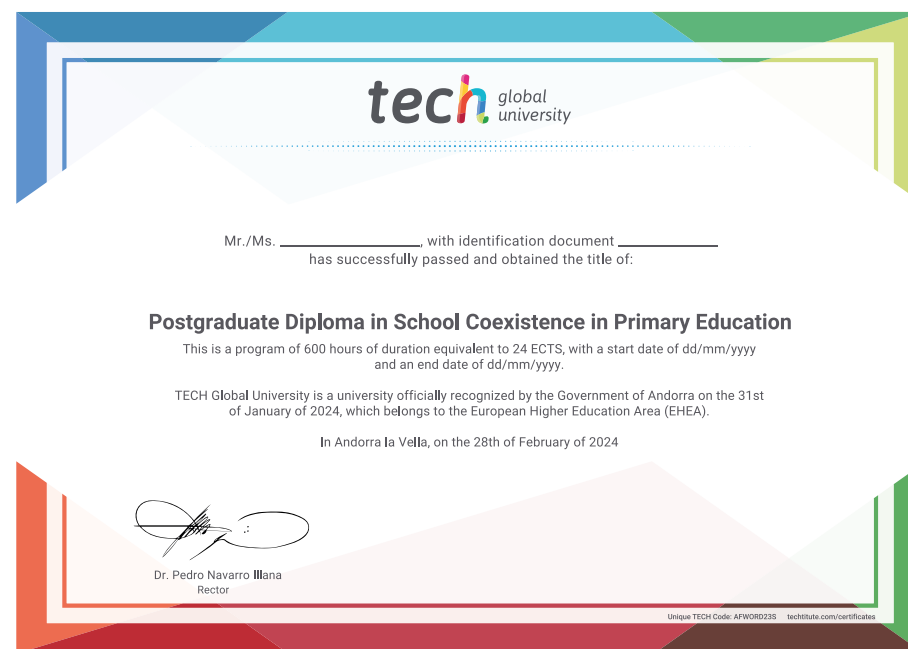 tech global
university
Mr./Ms. ____________, with identification document ____________
has successfully passed and obtained the title of:
Postgraduate Diploma in School Coexistence in Primary Education
This is a program of 600 hours of duration equivalent to 24 ECTS, with a start date of dd/mm/yyyy
and an end date of dd/mm/yyyy.
TECH Global University is a university officially recognized by the Government of Andorra on the 31st
of January of 2024, which belongs to the European Higher Education Area (EHEA).
In Andorra la Vella, on the 28th of February of 2024
Dr. Pedro Navarro Illana
Rector
Unique TECH Code: AFWORD23S techtitute.com/certificates